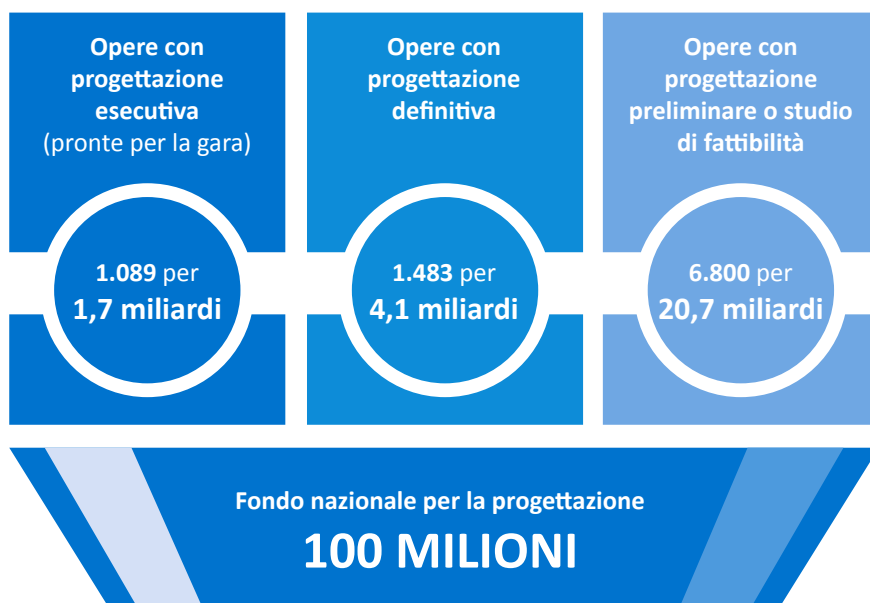 Opere con
progettazione
esecutiva
(pronte per la gara)
1.089 per
1,7 miliardi
Opere con
progettazione
definitiva
1.483 per
4,1 miliardi
Opere con
progettazione
preliminare o studio
di fattibilità
6.800 per
20,7 miliardi
Fondo nazionale per la progettazione
100 MILIONI